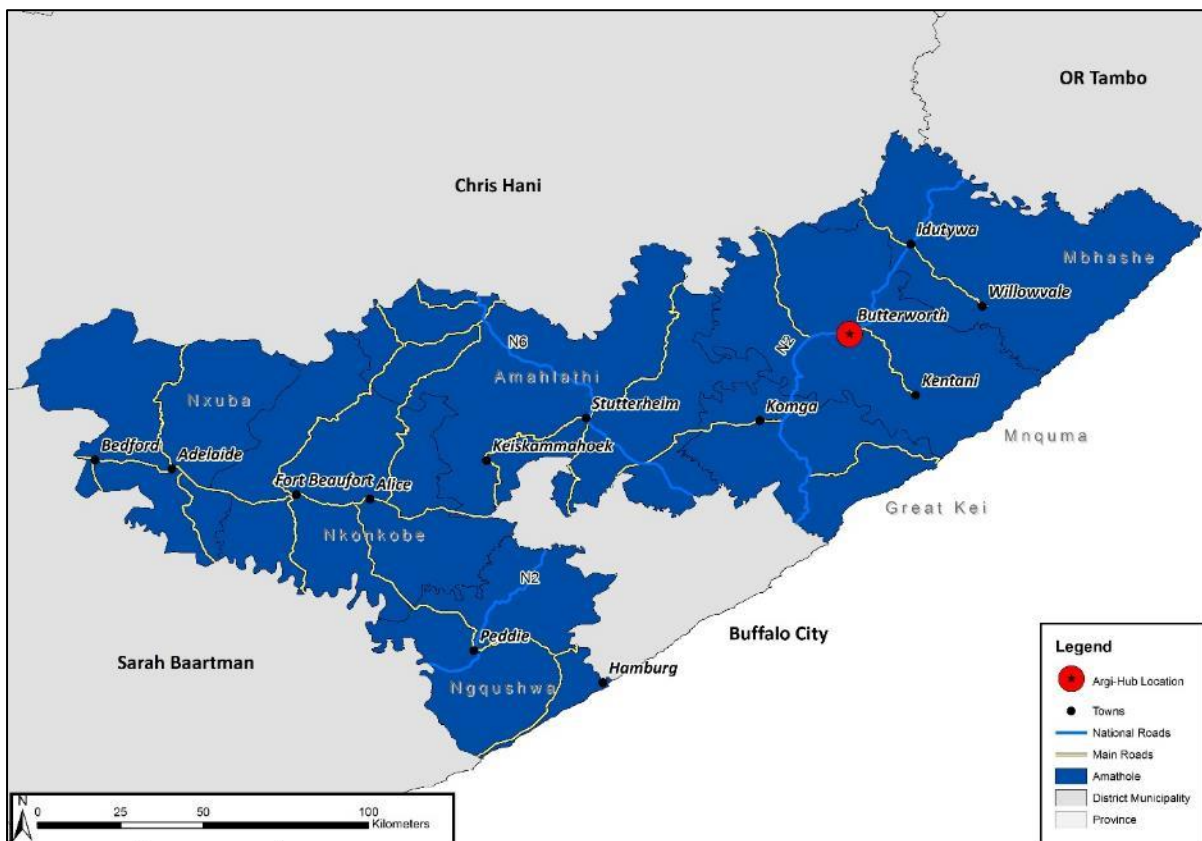 OR Tambo
Chris Hani
Idutywa
Mbhashe
Willowvale
Butterworth
N2
N6
Amahlathi
Kentani
Nxuba
Stutterheim
Komga
Mnquma
Bedford
Adelaide
Keiskammahoek
Fort Beaufort
Alice
Great Kei
Nkonkobe
N2
Buffalo City
Peddie
Sarah Baartman
Hamburg
Ngqushwa
Legend
Argi-Hub Location
Towns
National Roads
Main Roads
Amathole
District Municipality
Province
N
0 25 50 100
Kilometers